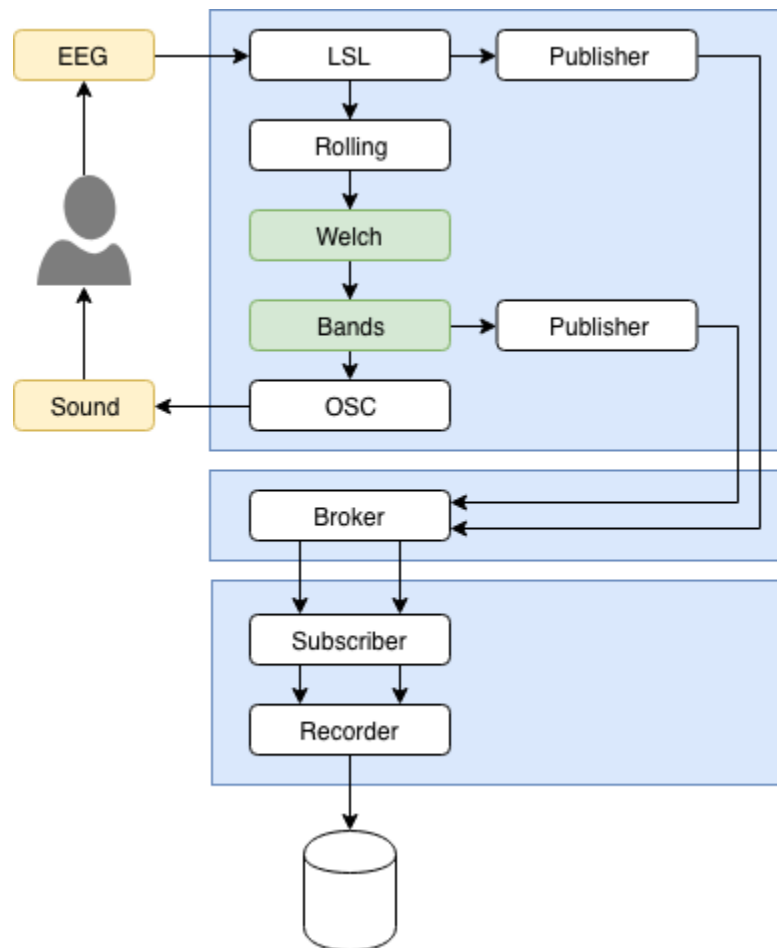 EEG
LSL
Publisher
Rolling
Welch
Bands
Publisher
Sound
OSC
Broker
Subscriber
Recorder